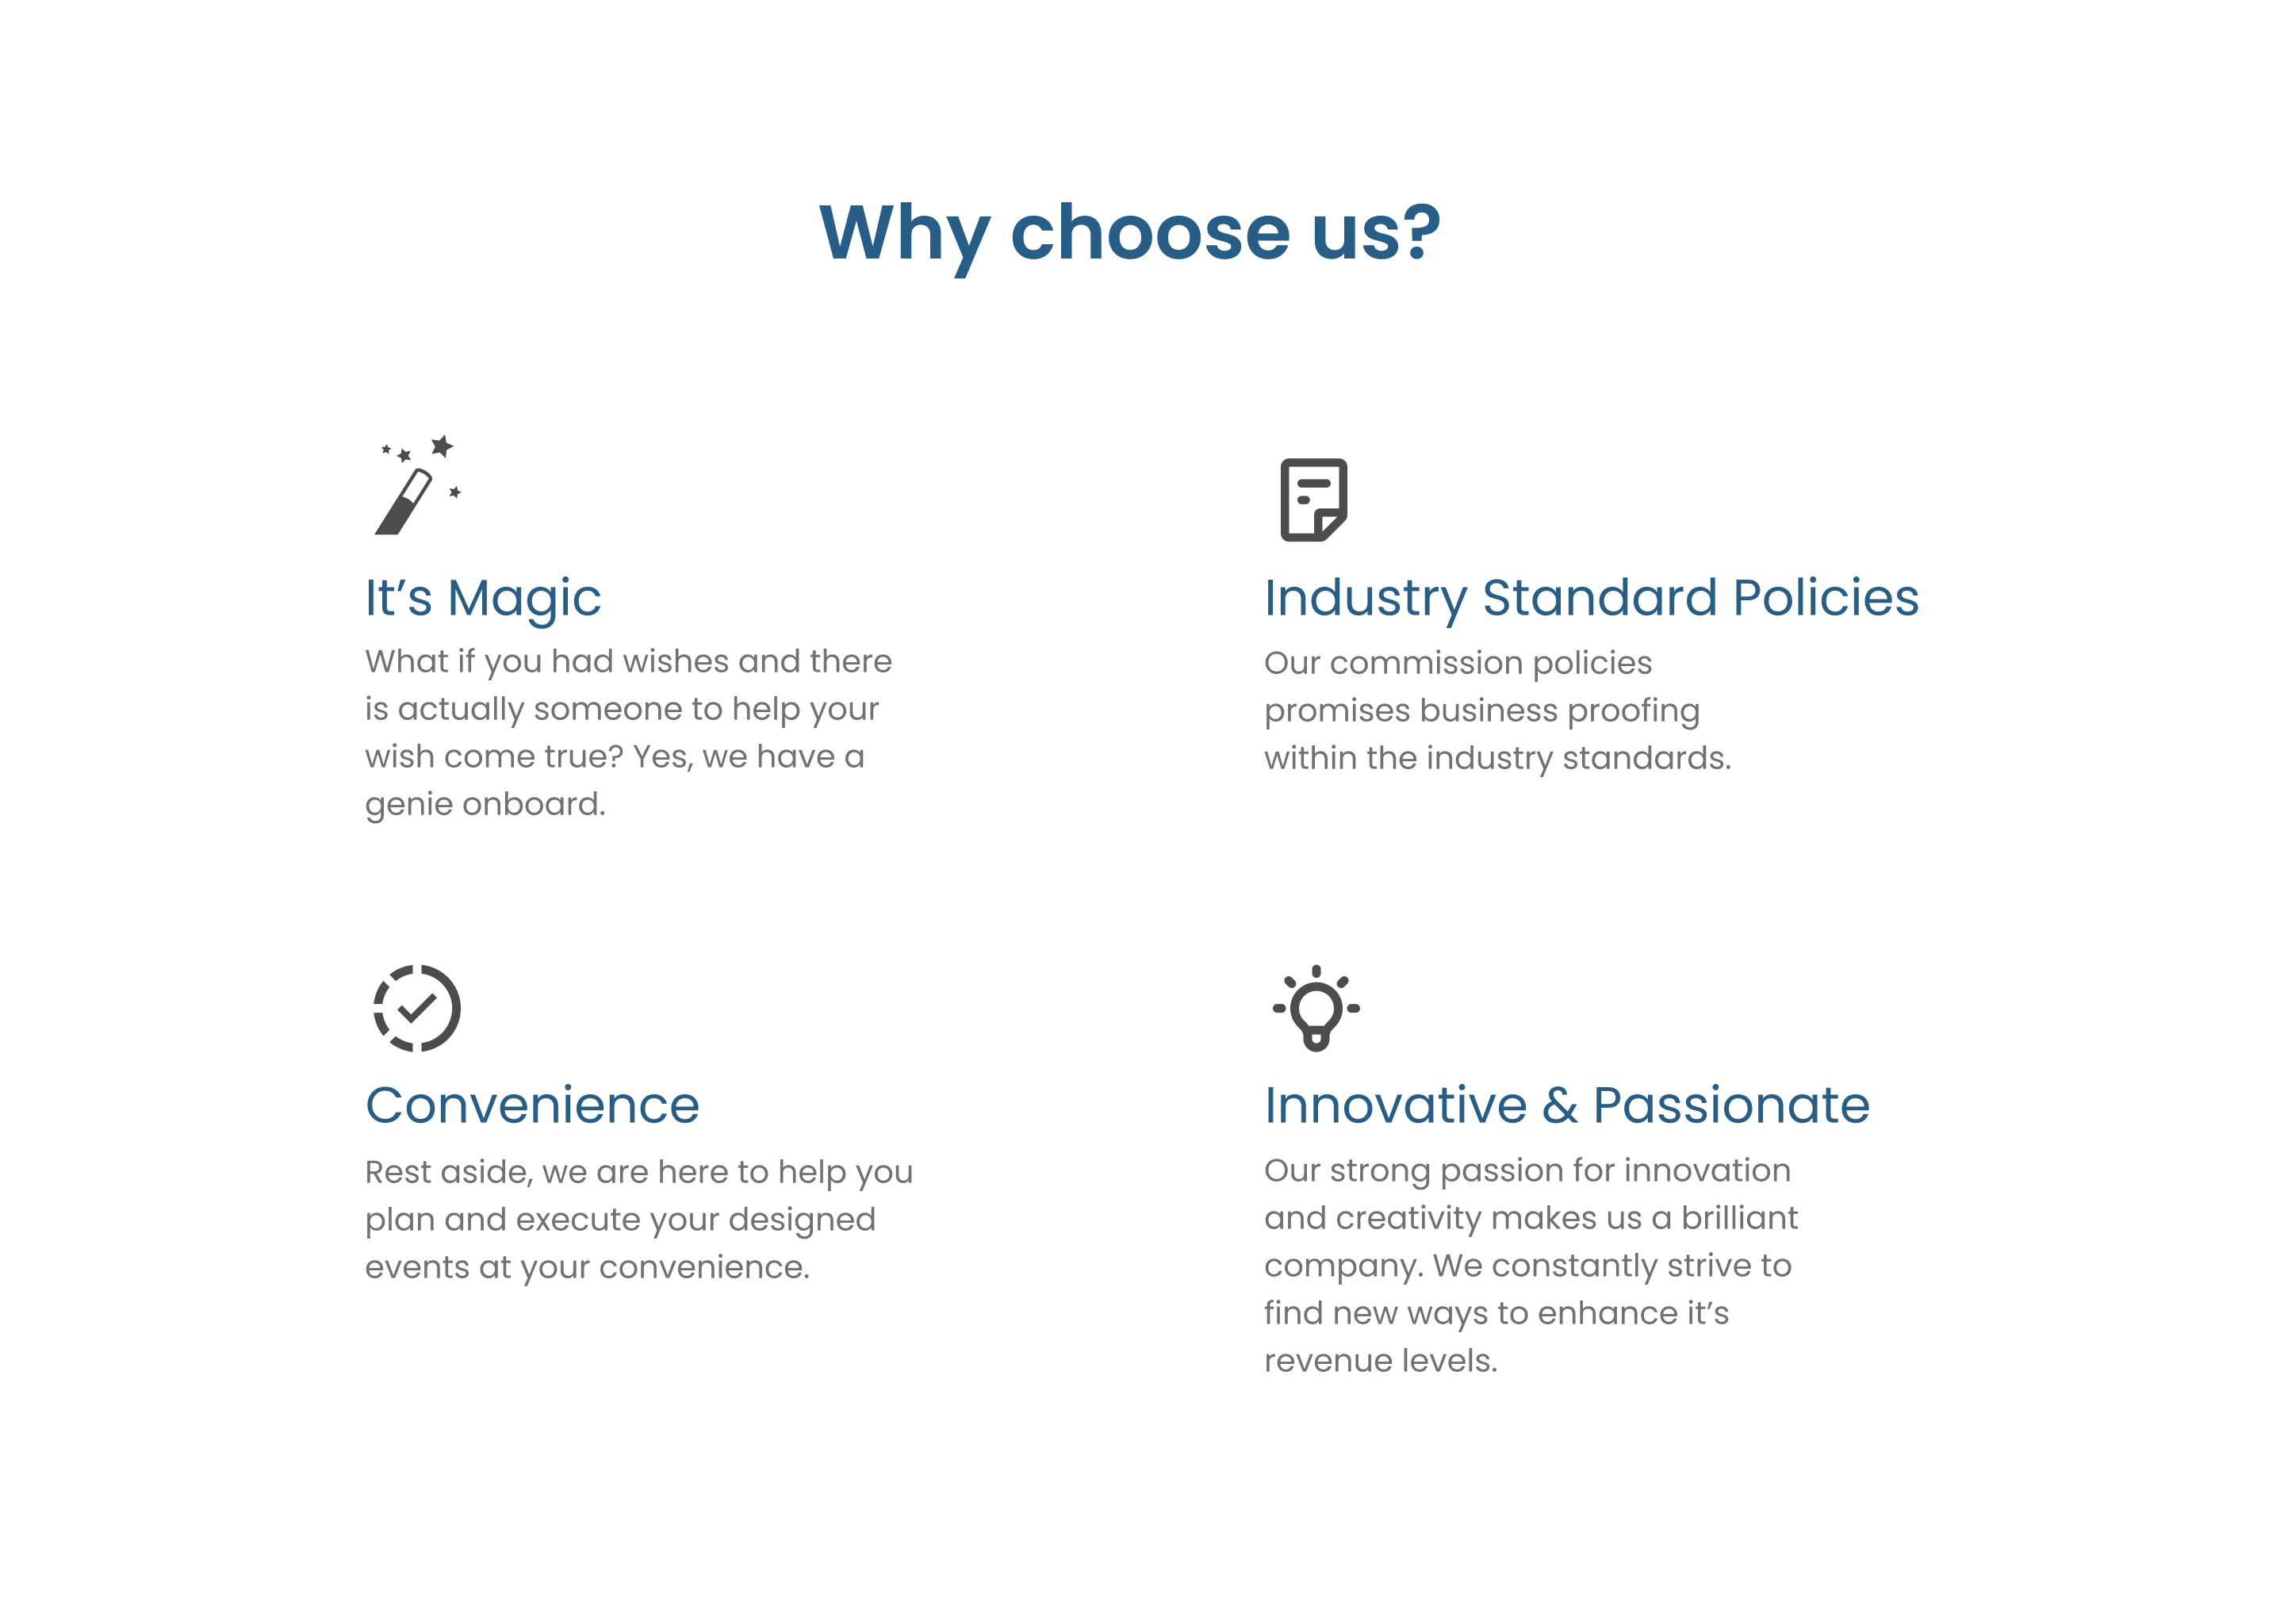 Why choose us?
It’s Magic
What if you had wishes and there
is actually someone to help your
wish come true? Yes, we have a
genie onboard.
Industry Standard Policies
Our commission policies
promises business proofing
within the industry standards.
Convenience
Rest aside, we are here to help you
plan and execute your designed
events at your convenience.
Innovative & Passionate
Our strong passion for innovation
and creativity makes us a brilliant
company. We constantly strive to
find new ways to enhance it’s
revenue levels.